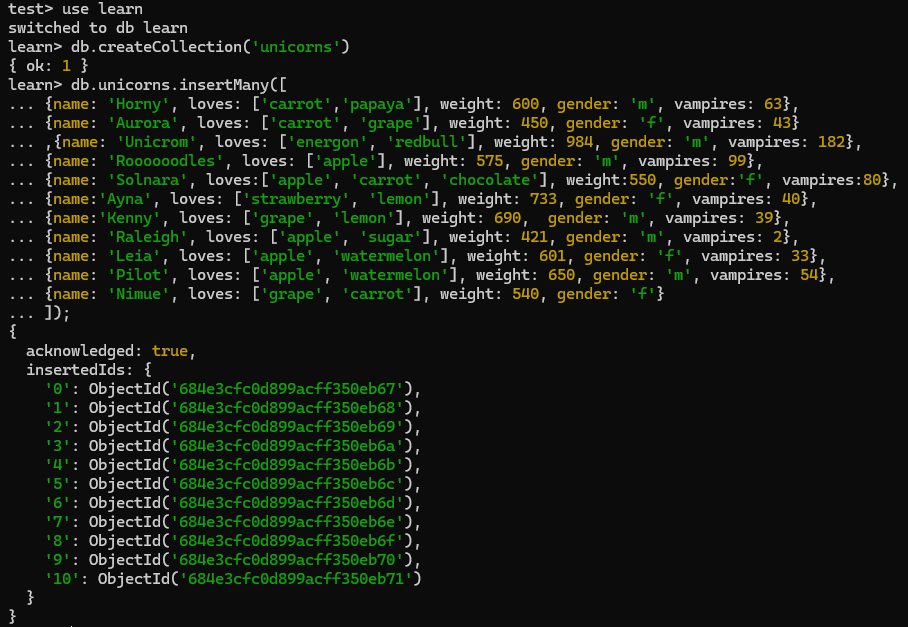 test> use learn
switched to db learn
learn> db.createCollection('unicorns')
{ ok: 1 }
learn> db.unicorns.insertMany([
... {name: 'Horny', loves: ['carrot','papaya'], weight: 600, gender: 'm', vampires: 63},
... {name: 'Aurora', loves: ['carrot', 'grape'], weight: 450, gender: 'f', vampires: 43}
... ,{name: 'Unicrom', loves: ['energon', 'redbull'], weight: 984, gender: 'm', vampires: 182},
... {name: 'Roooooodles', loves: ['apple'], weight: 575, gender: 'm', vampires: 99},
... {name: 'Solnara', loves:['apple', 'carrot', 'chocolate'], weight:550, gender:'f', vampires:80},
... {name:'Ayna', loves: ['strawberry', 'lemon'], weight: 733, gender: 'f', vampires: 40},
... {name:'Kenny', loves: ['grape', 'lemon'], weight: 690,  gender: 'm', vampires: 39},
... {name: 'Raleigh', loves: ['apple', 'sugar'], weight: 421, gender: 'm', vampires: 2},
... {name: 'Leia', loves: ['apple', 'watermelon'], weight: 601, gender: 'f', vampires: 33},
... {name: 'Pilot', loves: ['apple', 'watermelon'], weight: 650, gender: 'm', vampires: 54},
... {name: 'Nimue', loves: ['grape', 'carrot'], weight: 540, gender: 'f'}
... ]);
{
  acknowledged: true,
  insertedIds: {
    '0': ObjectId('684e3cfc0d899acff350eb67'),
    '1': ObjectId('684e3cfc0d899acff350eb68'),
    '2': ObjectId('684e3cfc0d899acff350eb69'),
    '3': ObjectId('684e3cfc0d899acff350eb6a'),
    '4': ObjectId('684e3cfc0d899acff350eb6b'),
    '5': ObjectId('684e3cfc0d899acff350eb6c'),
    '6': ObjectId('684e3cfc0d899acff350eb6d'),
    '7': ObjectId('684e3cfc0d899acff350eb6e'),
    '8': ObjectId('684e3cfc0d899acff350eb6f'),
    '9': ObjectId('684e3cfc0d899acff350eb70'),
    '10': ObjectId('684e3cfc0d899acff350eb71')
  }
}